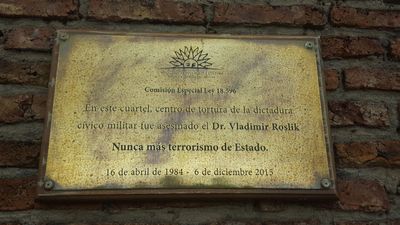 Comisión Especial Ley 18.596
En este cuartel, centro de tortura de la dictadura
cívico militar fue asesinado el Dr. Vladimir Roslik
Nunca más terrorismo de Estado.
16 de abril de 1984 - 6 de diciembre 2015